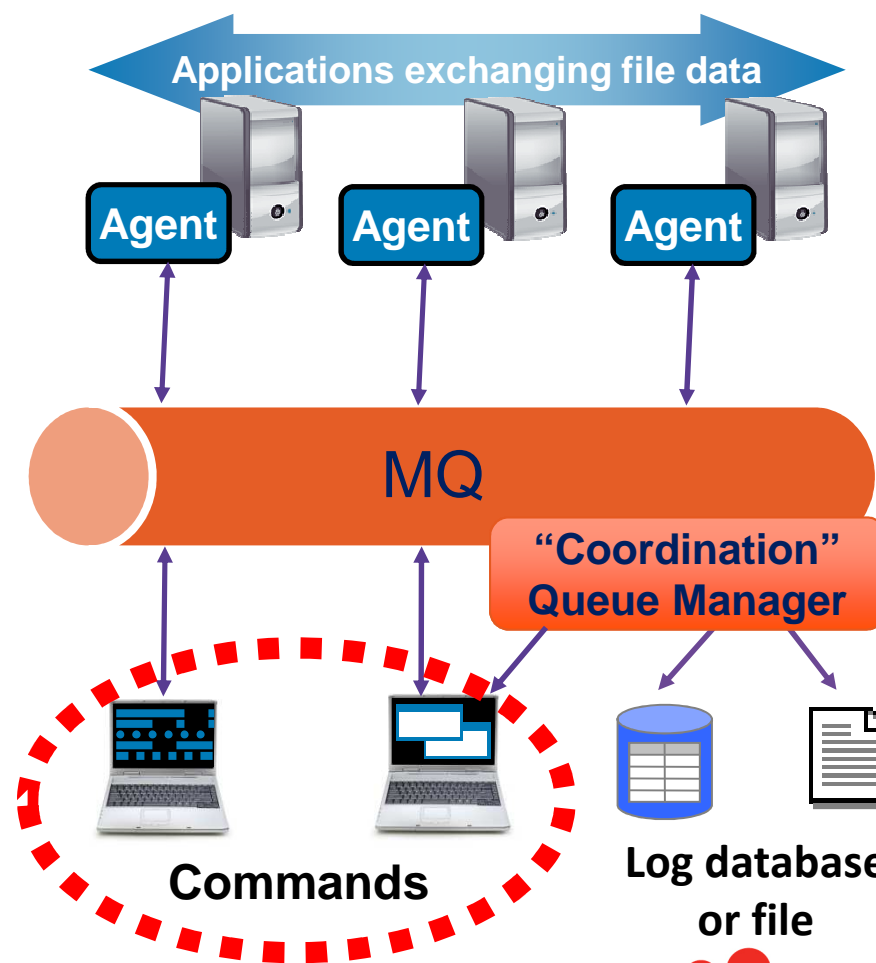 Applications exchanging file data
Agent
Agent
Agent
MQ
“Coordination”
Queue Manager
Commands
Log database
or file